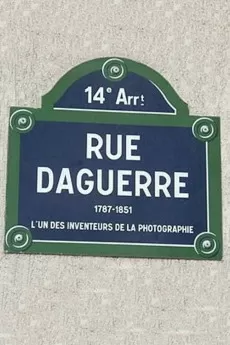 14e Arrt
RUE
DAGUERRE
1787-1851
L'UN DES INVENTEURS DE LA PHOTOGRAPHIE